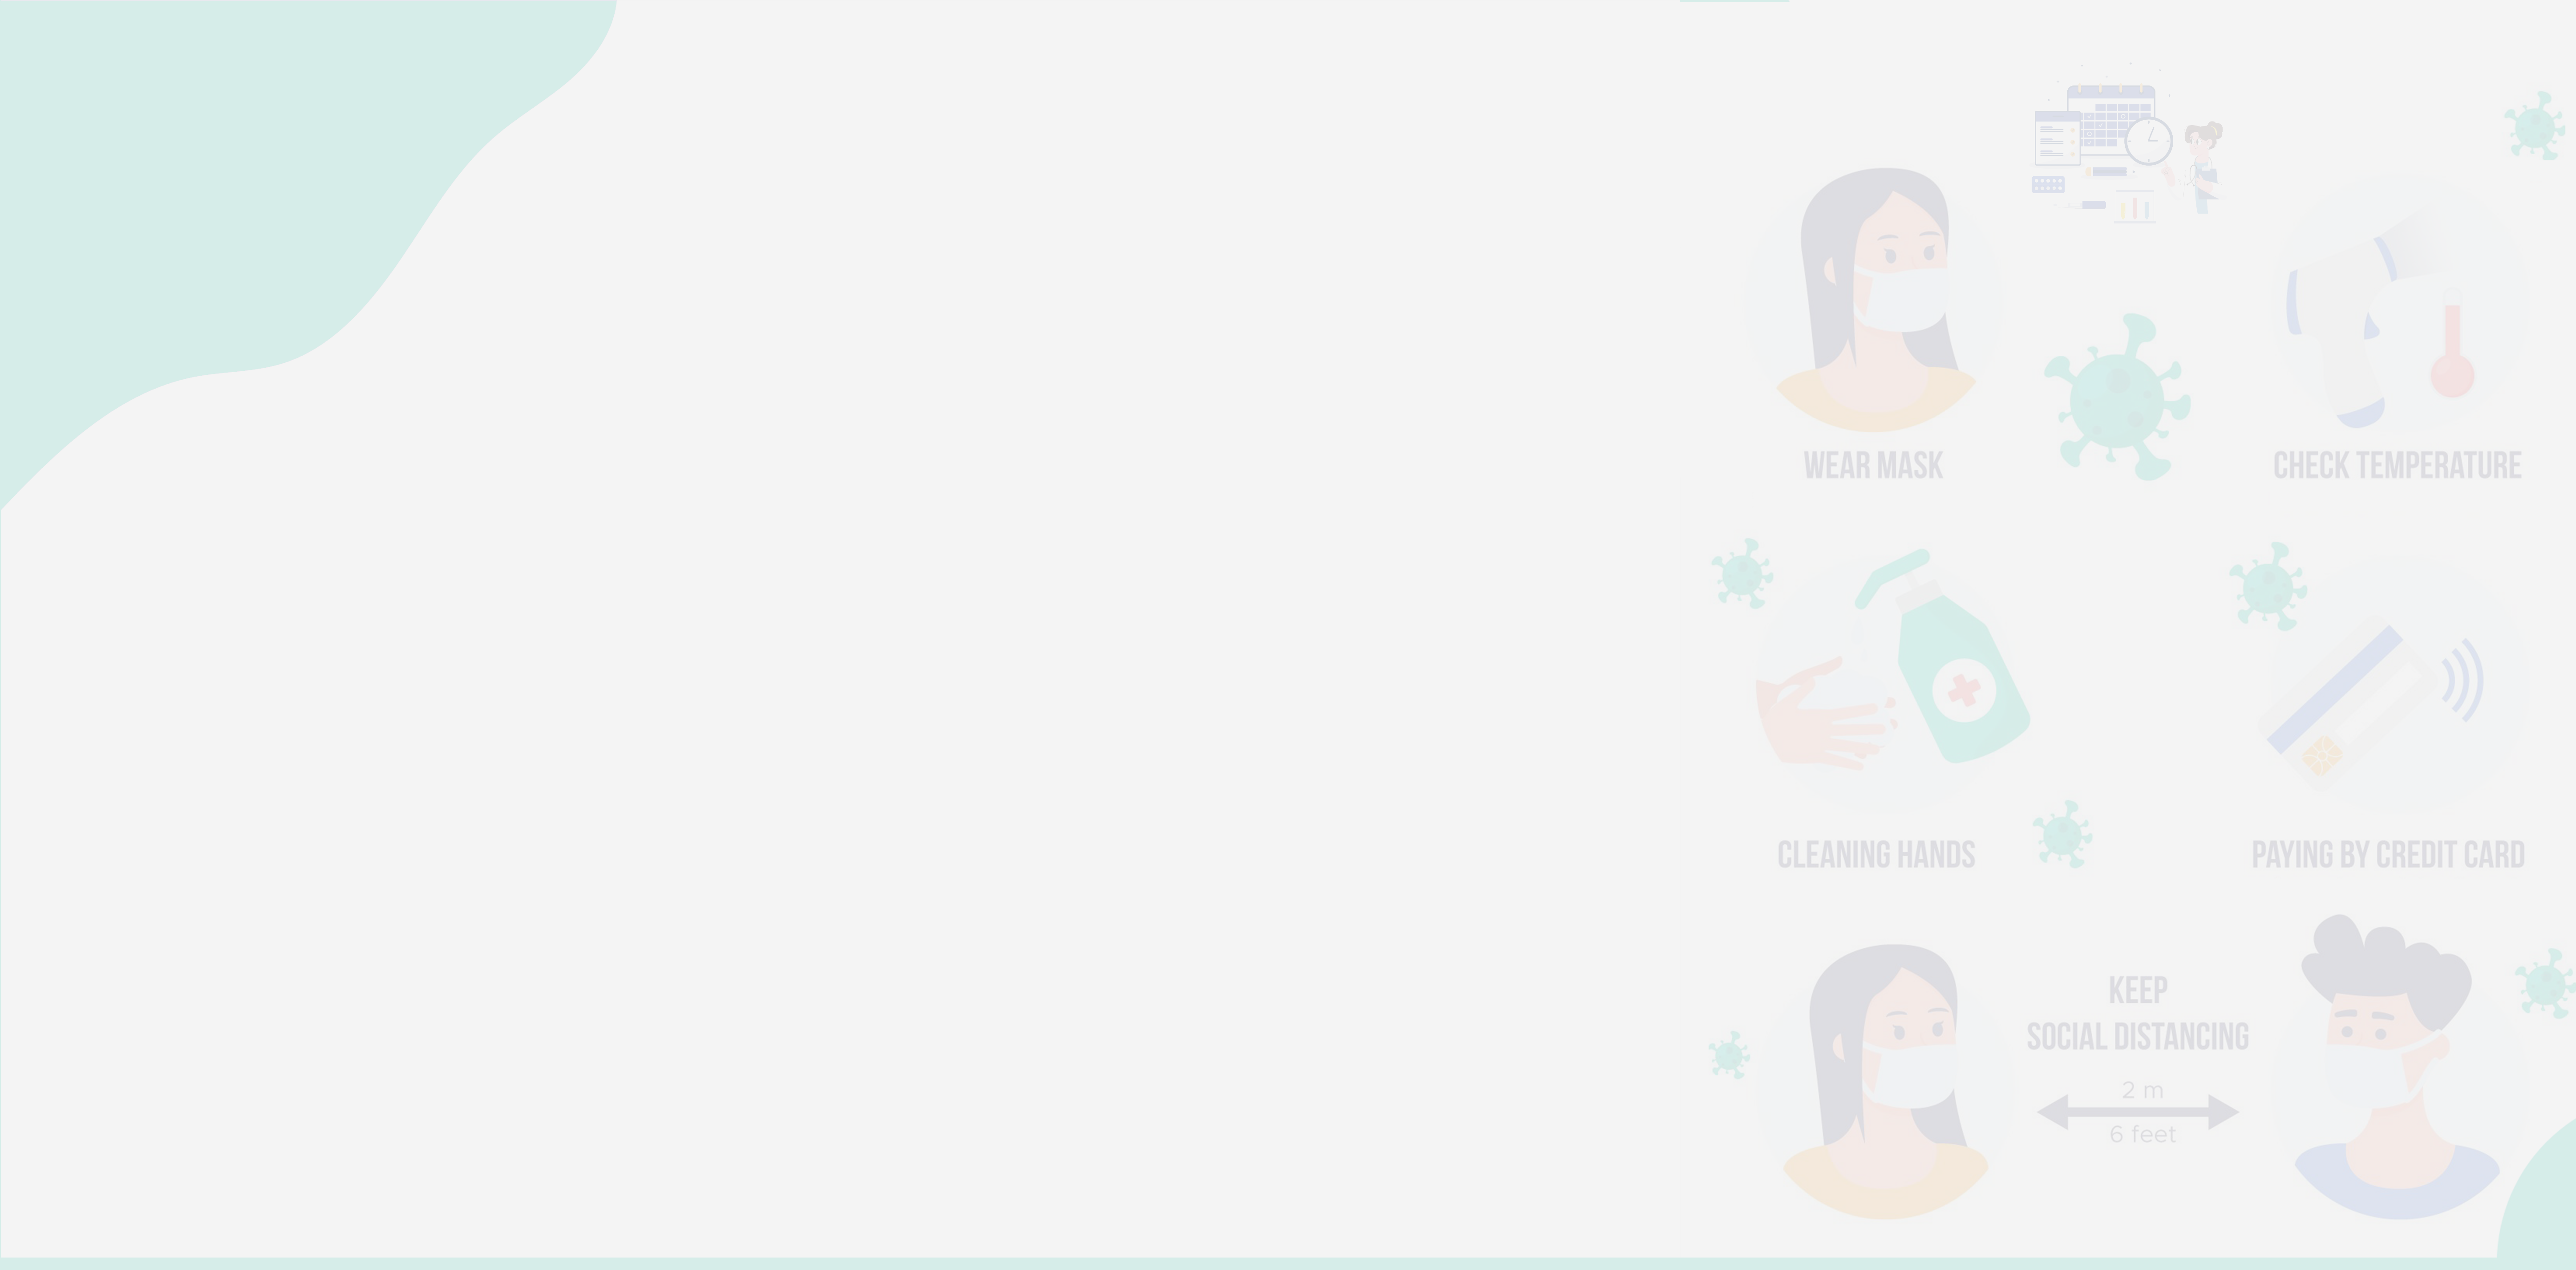 WEAR MASK
CHECK TEMPERATURE
CLEANING HANDS
PAYING BY CREDIT CARD
KEEP
SOCIAL DISTANCING
2 m
6 feet